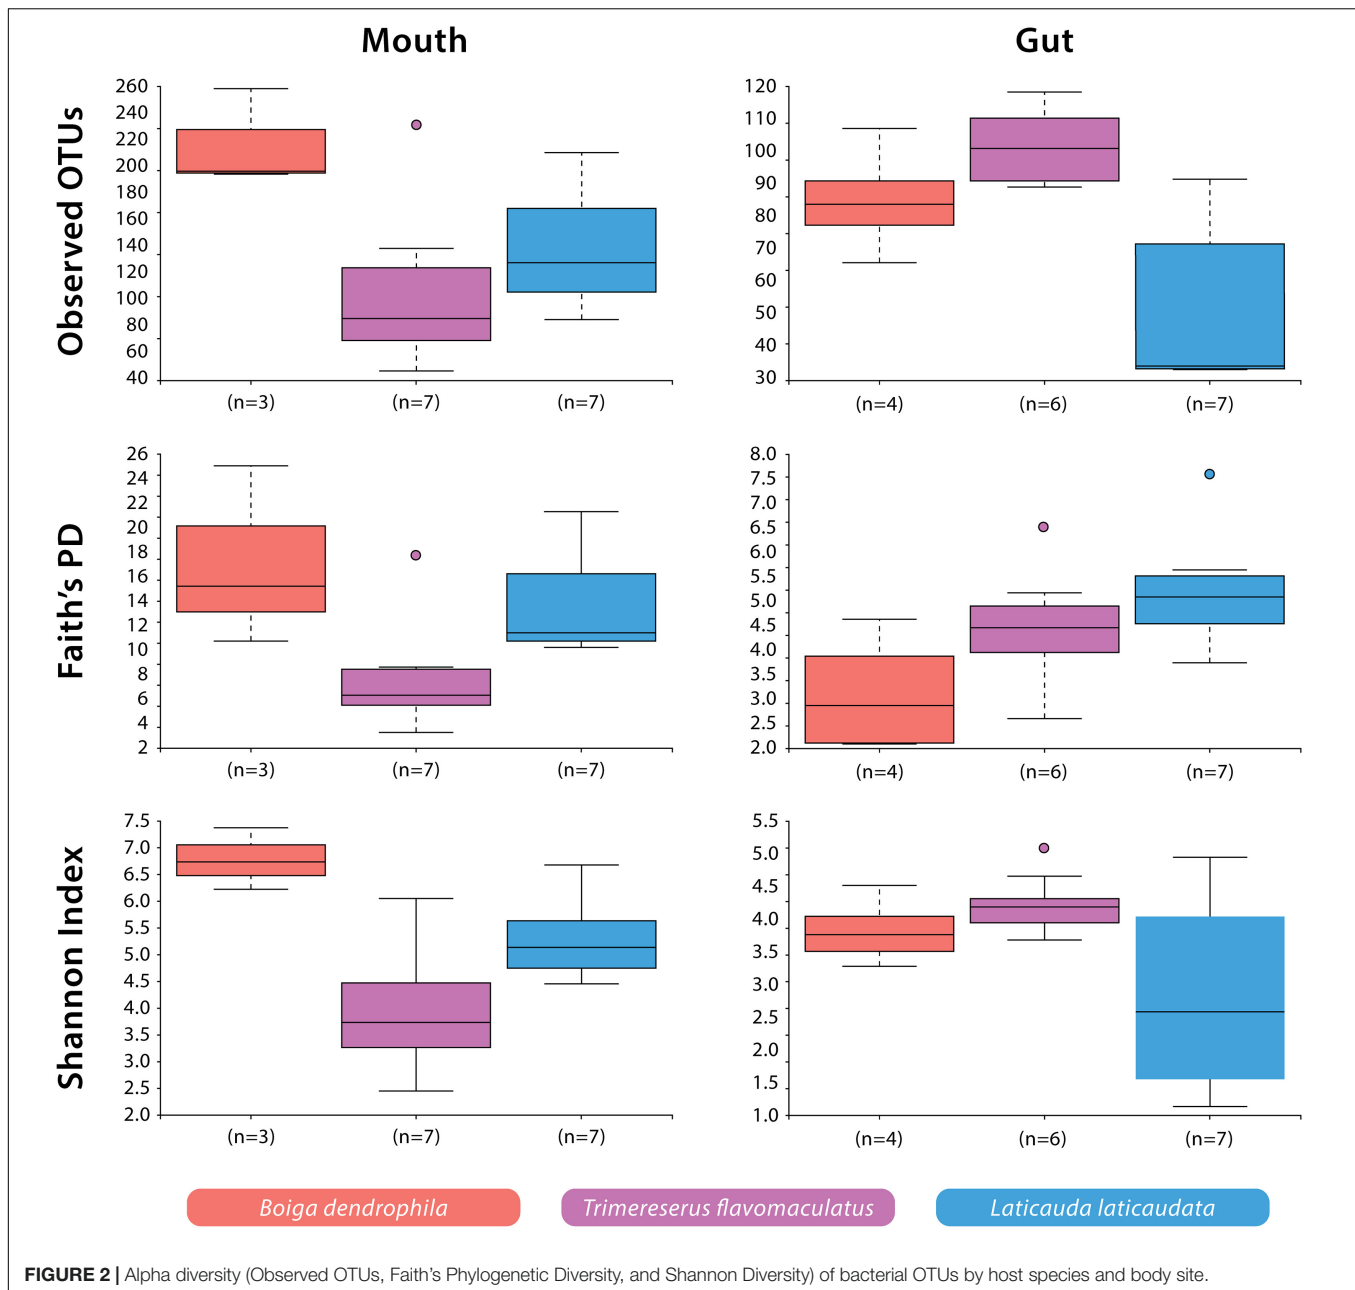 Mouth
Gut
Observed OTUs
260
240
220
200
180
160
140
120
100
80
60
40
(n=3)
(n=7)
(n=7)
120
110
100
90
80
70
60
50
40
30
(n=4)
(n=6)
(n=7)
Faith's PD
26
24
22
20
18
16
14
12
10
8
6
4
2
(n=3)
(n=7)
(n=7)
8.0
7.5
7.0
6.5
6.0
5.5
5.0
4.5
4.0
3.5
3.0
2.5
2.0
(n=4)
(n=6)
(n=7)
Shannon Index
7.5
7.0
6.5
6.0
5.5
5.0
4.5
4.0
3.5
3.0
2.5
2.0
(n=3)
(n=7)
(n=7)
5.5
5.0
4.5
4.0
3.5
3.0
2.5
2.0
1.5
1.0
(n=4)
(n=6)
(n=7)
Boiga dendrophila
Trimereserus flavomaculatus
Laticauda laticaudata
FIGURE 2 | Alpha diversity (Observed OTUs, Faith's Phylogenetic Diversity, and Shannon Diversity) of bacterial OTUs by host species and body site.